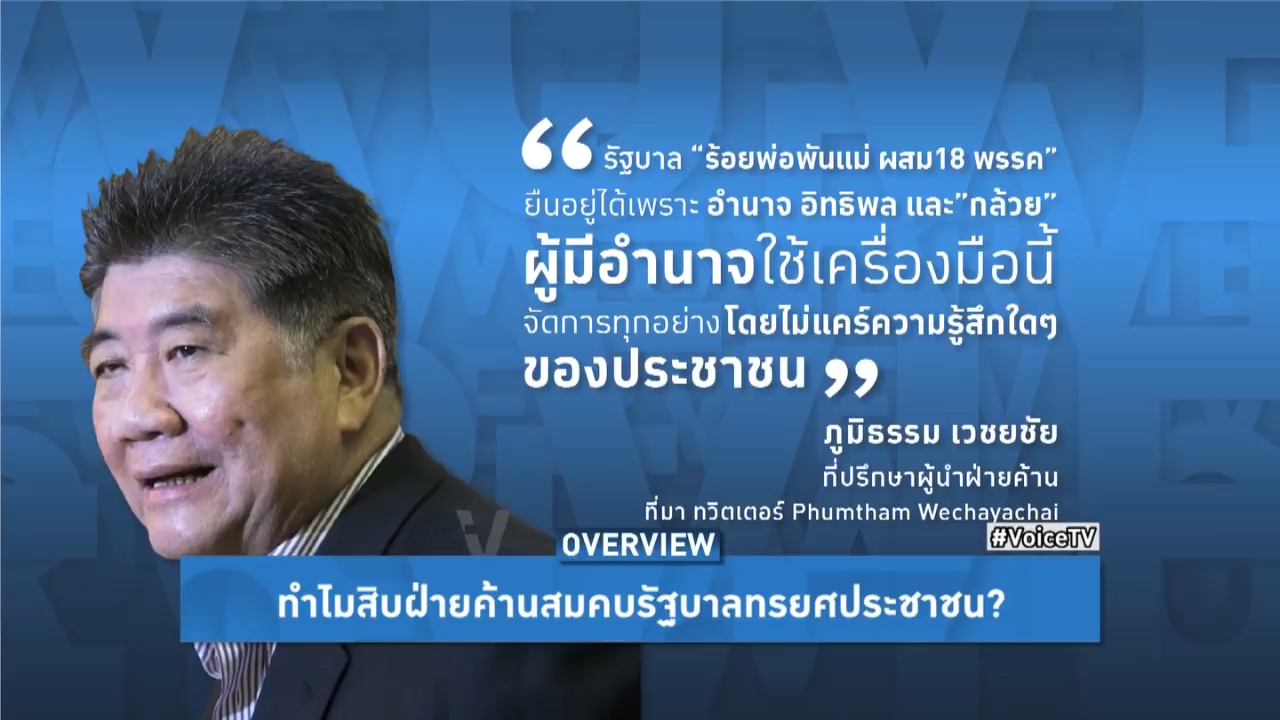 “ รัฐบาล “ร้อยพ่อพันแม่ ผสม18 พรรค”
ยืนอยู่ได้เพราะ อำนาจ อิทธิพล และ”กล้วย”
ผู้มีอำนาจใช้เครื่องมือนี้
จัดการทุกอย่างโดยไม่แคร์ความรู้สึกใดๆ
ของประชาชน ”
ภูมิธรรม เวชยชัย
ที่ปรึกษาผู้นำฝ่ายค้าน
ที่มา ทวิตเตอร์ Phumtham Wechayachai
#VoiceTV
OVERVIEW
ทำไมสิบฝ่ายค้านสมคบรัฐบาลทรยศประชาชน?